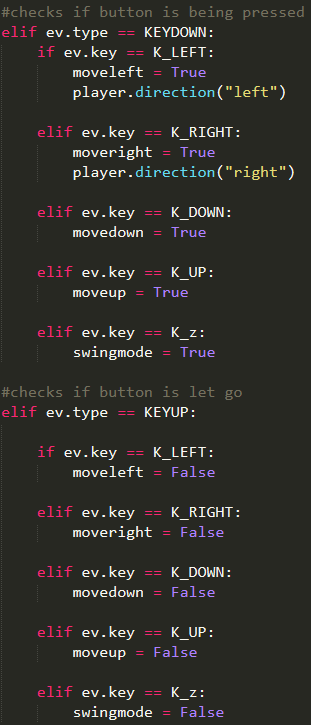 #checks if button is being pressed
elif ev.type == KEYDOWN:
if ev.key == K_LEFT:
moveleft = True
player.direction("left")
elif ev.key == K_RIGHT:
moveright = True
player.direction("right")
elif ev.key == K_DOWN:
movedown = True
elif ev.key == K_UP:
moveup = True
elif ev.key == K_z:
swingmode = True
#checks if button is let go
elif ev.type == KEYUP:
if ev.key == K_LEFT:
moveleft = False
elif ev.key == K_RIGHT:
moveright = False
elif ev.key == K_DOWN:
movedown = False
elif ev.key == K_UP:
moveup = False
elif ev.key == K_z:
swingmode = False